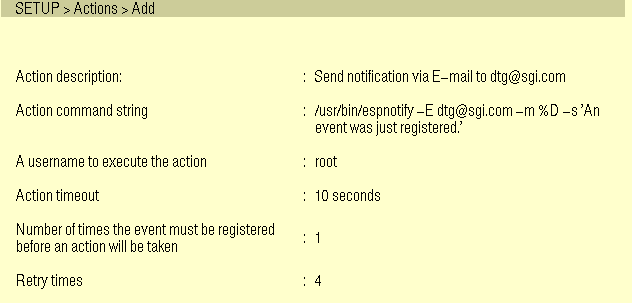 SETUP > Actions > Add
Action description: : Send notification via E–mail to dtg@sgi.com
Action command string : /usr/bin/espnotify –E dtg@sgi.com –m %D –s 'An
event was just registered.'
A username to execute the action : root
Action timeout : 10 seconds
Number of times the event must be registered
before an action will be taken : 1
Retry times : 4